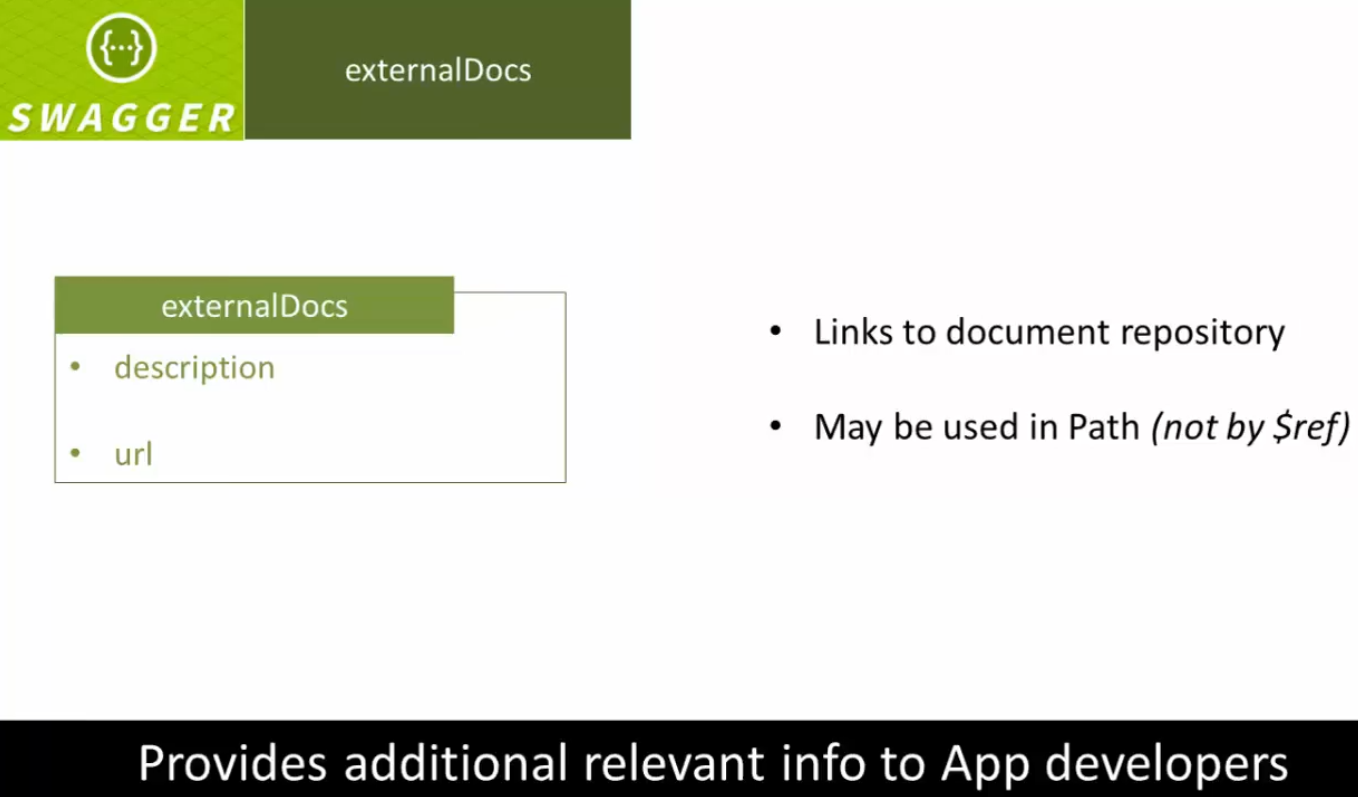 {...}
SWAGGER
externalDocs
externalDocs
• description
• url
• Links to document repository
• May be used in Path (not by $ref)
Provides additional relevant info to App developers